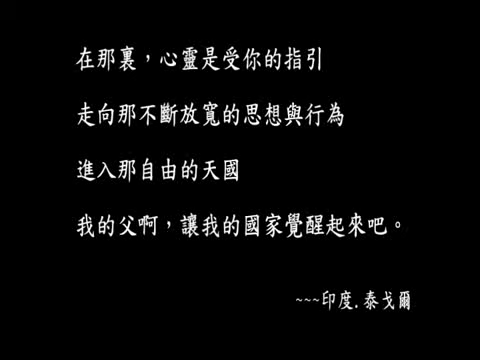 在那裏，心靈是受你的指引
走向那不斷放寬的思想與行為
進入那自由的天國
我的父啊，讓我的國家覺醒起來吧。
~~~印度.泰戈爾